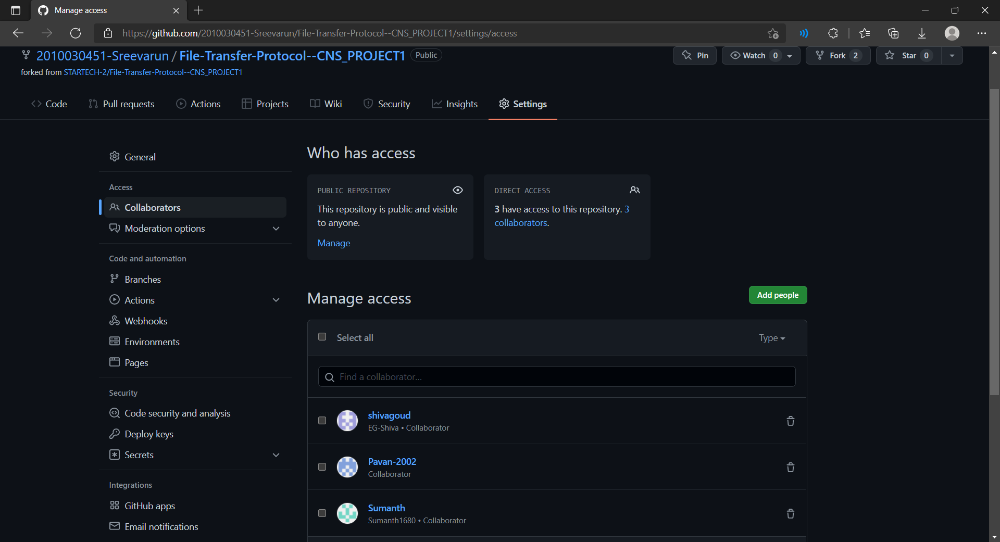 Manage access
https://github.com/2010030451-Sreevarun/File-Transfer-Protocol--CNS_PROJECT1/settings/access
2010030451-Sreevarun / File-Transfer-Protocol--CNS_PROJECT1 Public
Pin
Watch 0
Fork 2
Star 0
forked from STARTECH-2/File-Transfer-Protocol--CNS_PROJECT1
Code
Pull requests
Actions
Projects
Wiki
Security
Insights
Settings
General
Access
Collaborators
Moderation options
Code and automation
Branches
Actions
Webhooks
Environments
Pages
Security
Code security and analysis
Deploy keys
Secrets
Integrations
GitHub apps
Email notifications
Who has access
PUBLIC REPOSITORY
This repository is public and visible
to anyone.
Manage
DIRECT ACCESS
3 have access to this repository. 3
collaborators.
Manage access
Add people
Select all
Type
Find a collaborator...
shivagoud
EG-Shiva • Collaborator
Pavan-2002
Collaborator
Sumanth
Sumanth1680 • Collaborator